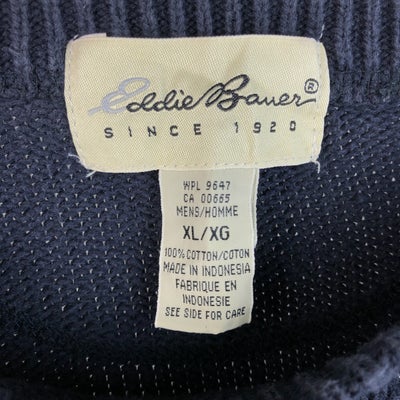 Eddie Bauer®
SINCE 1920
WPL 9647
CA 00665
MENS/HOMME
XL/XG
100% COTTON/COTON
MADE IN INDONESIA
FABRIQUE EN
INDONESIE
SEE SIDE FOR CARE